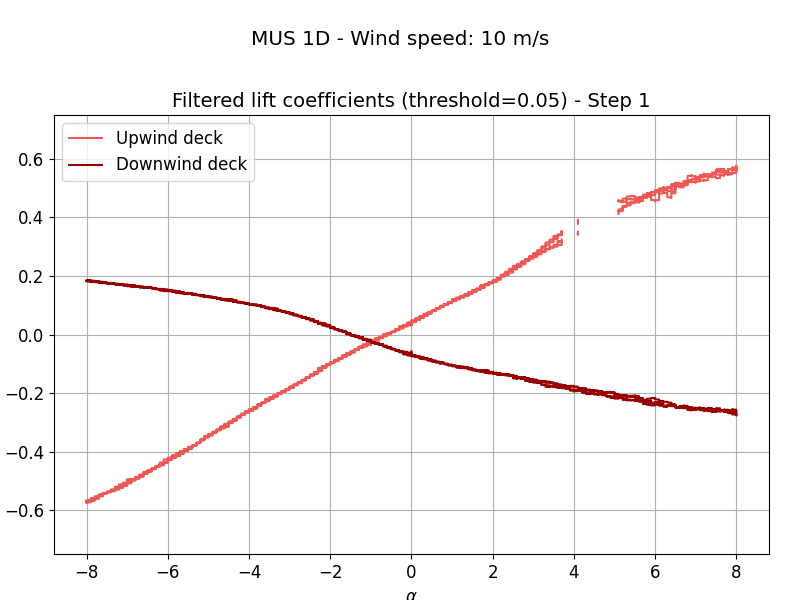 MUS 1D - Wind speed: 10 m/s
Filtered lift coefficients (threshold=0.05) - Step 1
Upwind deck
Downwind deck
0.6
0.4
0.2
0.0
−0.2
−0.4
−0.6
−8 −6 −4 −2 0 2 4 6 8
α